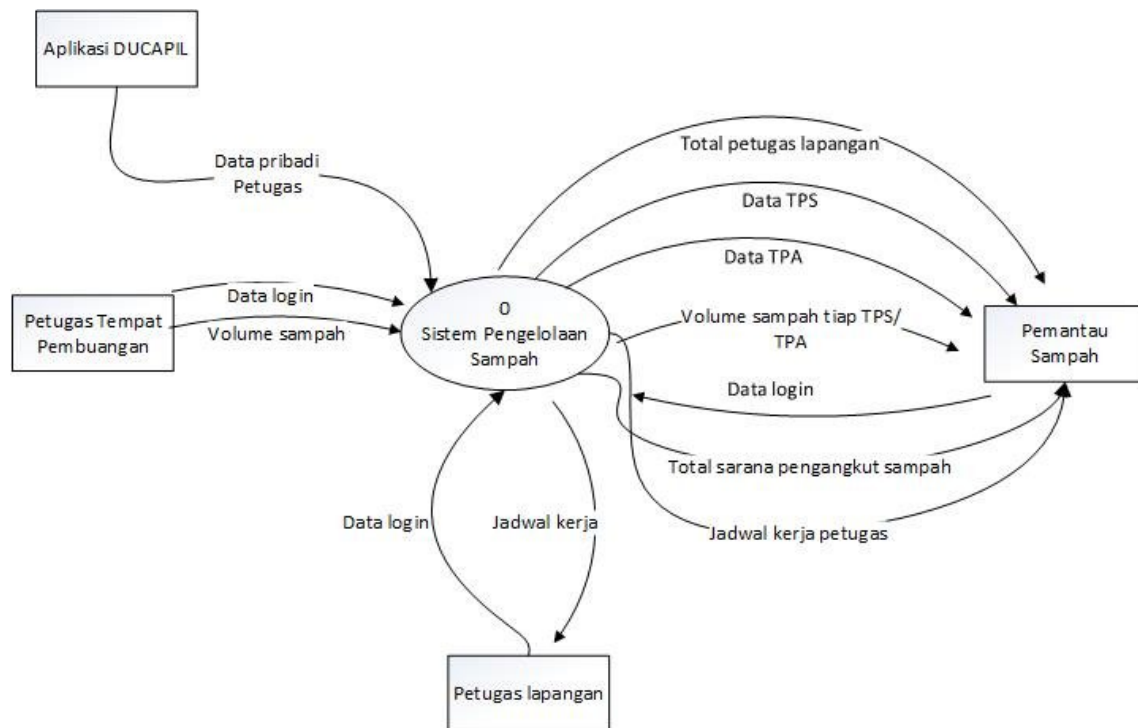 Aplikasi DUCAPIL
Data pribadi
Petugas
Total petugas lapangan
Data TPS
Data TPA
Data login
Volume sampah
Petugas Tempat
Pembuangan
0
Sistem Pengelolaan
Sampah
Volume sampah tiap TPS/
TPA
Pemantau
Sampah
Data login
Total sarana pengangkut sampah
Jadwal kerja petugas
Data login
Jadwal kerja
Petugas lapangan